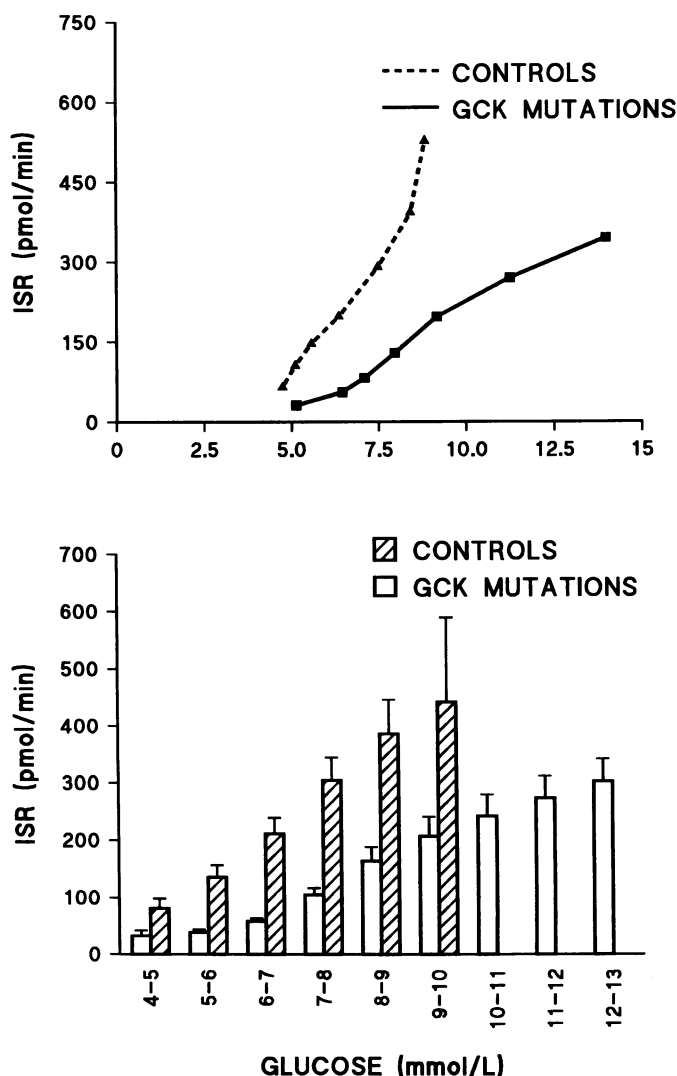 750
600
450
300
150
0
ISR (pmol/min)
CONTROLS
GCK MUTATIONS
0 2.5 5.0 7.5 10.0 12.5 15
700
600
500
400
300
200
100
0
ISR (pmol/min)
CONTROLS
GCK MUTATIONS
4-5 5-6 6-7 7-8 8-9 9-10 10-11 11-12 12-13
GLUCOSE (mmol/L)